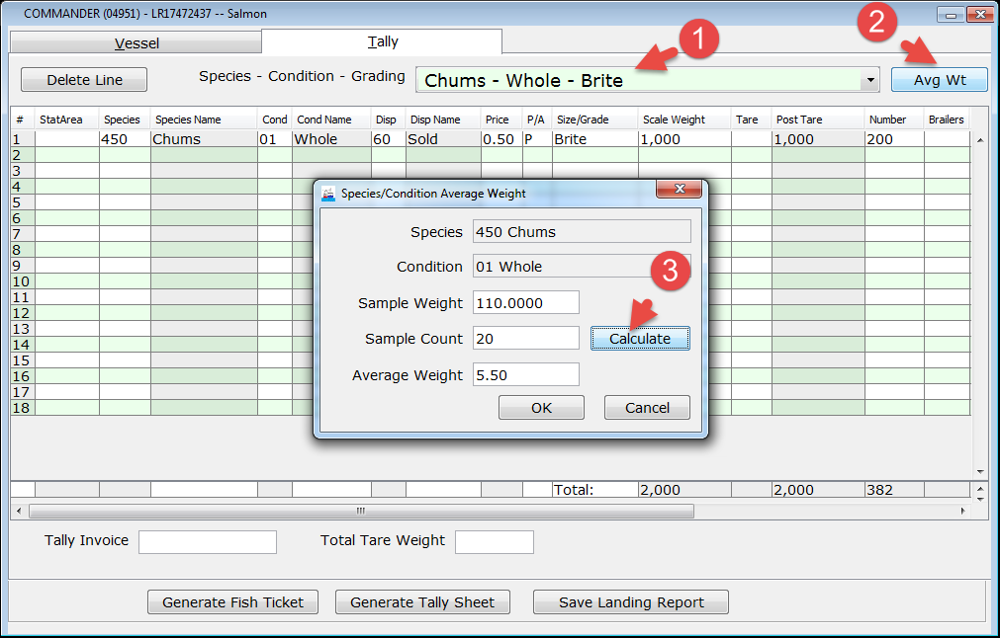 COMMANDER (04951) - LR17472437 -- Salmon
Vessel Tally
Delete Line Species - Condition - Grading Chums - Whole - Brite Avg Wt
1
2
# StatArea Species Species Name Cond Cond Name Disp Disp Name Price P/A Size/Grade Scale Weight Tare Post Tare Number Brailers
1 450 Chums 01 Whole 60 Sold 0.50 P Brite 1,000 1,000 200
2
3
4
5
6
7
8
9
10
11
12
13
14
15
16
17
18
Species/Condition Average Weight
Species 450 Chums
Condition 01 Whole
3
Sample Weight 110.0000
Sample Count 20 Calculate
Average Weight 5.50
OK Cancel
Total: 2,000 2,000 382
Tally Invoice Total Tare Weight
Generate Fish Ticket Generate Tally Sheet Save Landing Report